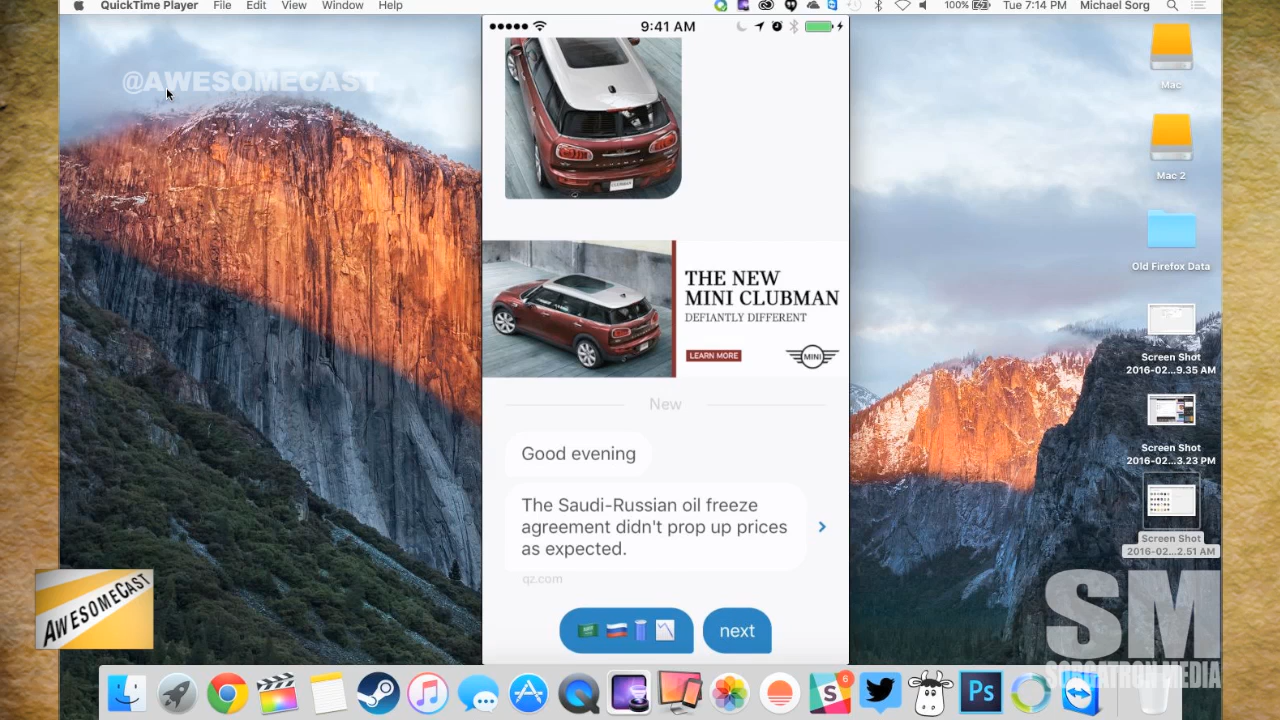 QuickTime Player File Edit View Window Help 100% Tue 7:14 PM Michael Sorg
9:41 AM
@AWESOMECAST
Mac
Mac 2
Old Firefox Data
Screen Shot
2016-02...9.35 AM
Screen Shot
2016-02...3.23 PM
Screen Shot
2016-02...2.51 AM
CLUBMAN
THE NEW
MINI CLUBMAN
DEFIANTLY DIFFERENT
LEARN MORE
MINI
New
Good evening
The Saudi-Russian oil freeze
agreement didn't prop up prices
as expected.
qz.com
next
AWESOMECAST
SM
SORGATRON MEDIA
6
Ps